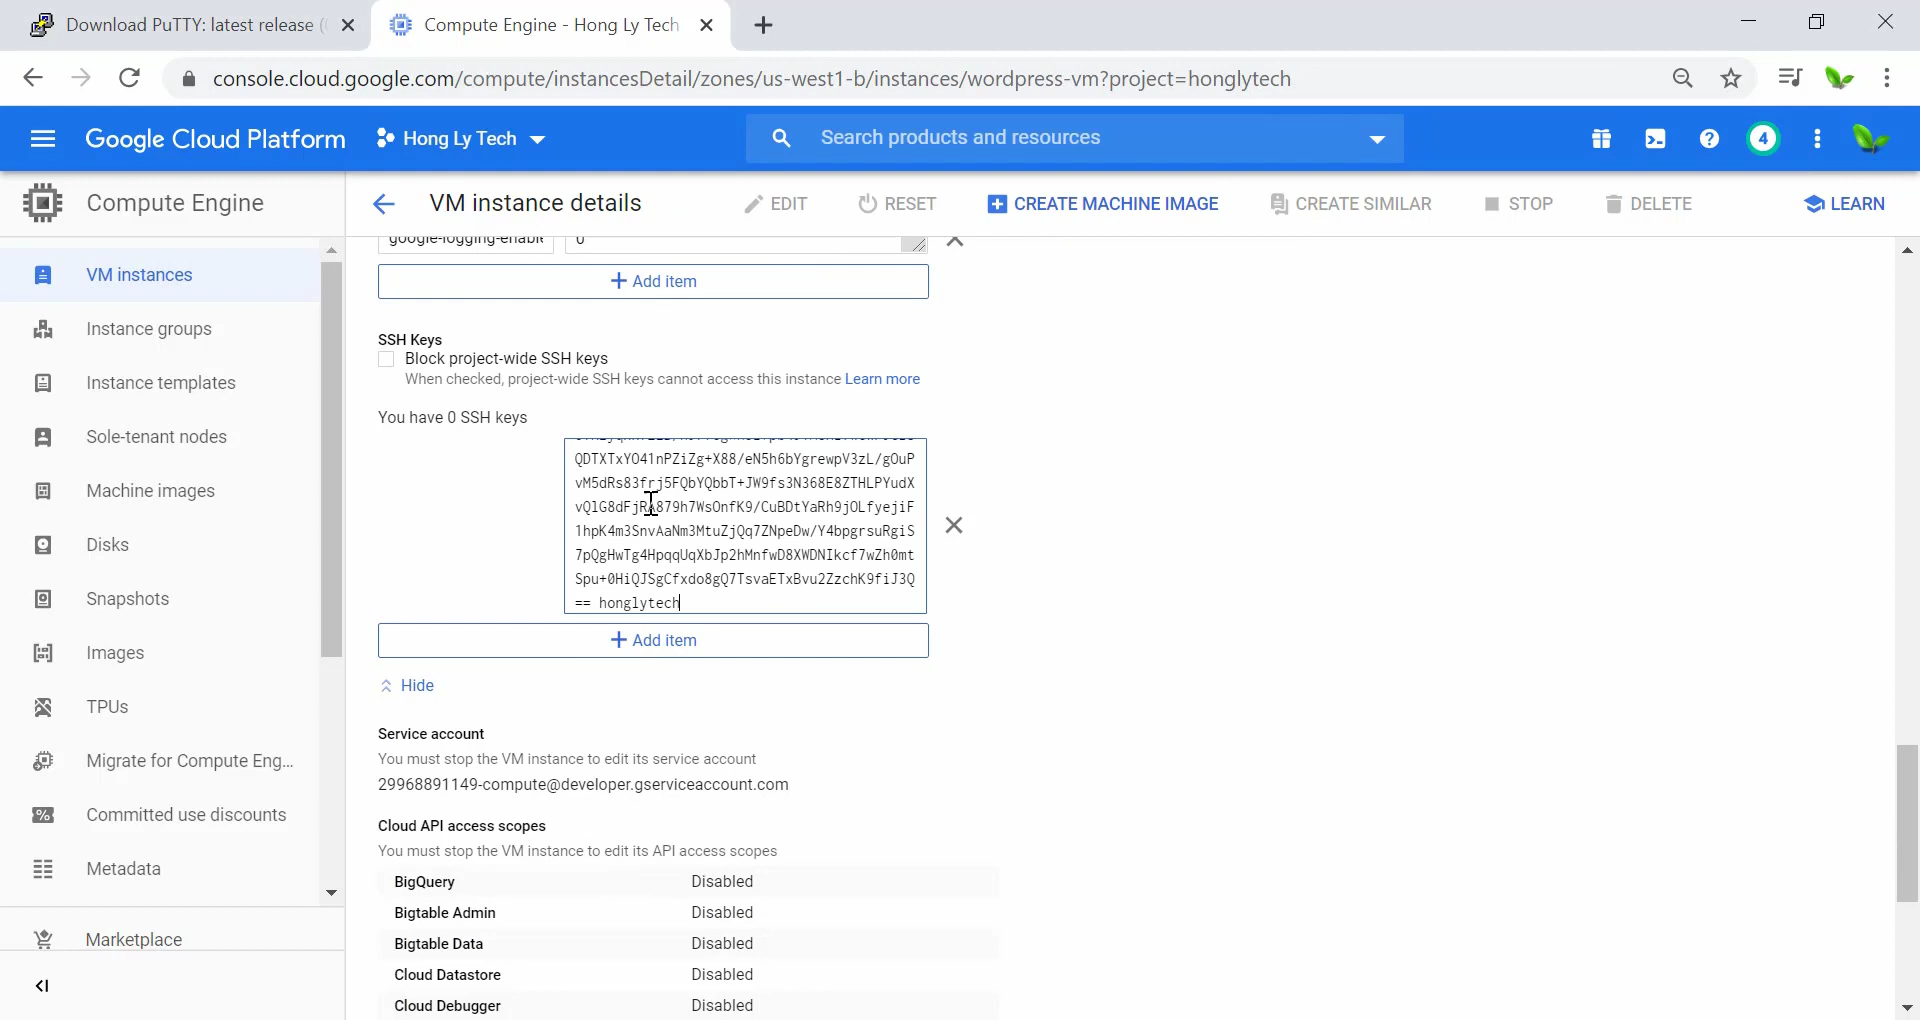 Download PuTTY: latest release (
Compute Engine - Hong Ly Tech
console.cloud.google.com/compute/instancesDetail/zones/us-west1-b/instances/wordpress-vm?project=honglytech
Google Cloud Platform
Hong Ly Tech
Search products and resources
4
Compute Engine
VM instance details
EDIT
RESET
CREATE MACHINE IMAGE
CREATE SIMILAR
STOP
DELETE
LEARN
VM instances
Instance groups
Instance templates
Sole-tenant nodes
Machine images
Disks
Snapshots
Images
TPUs
Migrate for Compute Eng...
Committed use discounts
Metadata
Marketplace
google-logging-enable
0
+ Add item
SSH Keys
Block project-wide SSH keys
When checked, project-wide SSH keys cannot access this instance Learn more
You have 0 SSH keys
QDTXTxYO41nPZiZg+X88/eN5h6bYgrewpV3zL/gOuP
vM5dRs83frj5FQbYQbbT+JW9fs3N368E8ZTHLPYudX
vQlG8dFjRA879h7WsOnfK9/CuBDtYaRh9jOLfyejiF
1hpK4m3SnvAaNm3MtuZjQq7ZNpeDw/Y4bpgrsuRgiS
7pQgHwTg4HpqqUqXbJp2hMnfwD8XWDNIkcf7wZh0mt
Spu+0HiQJSgCfxdo8gQ7TsvaETxBvu2ZzchK9fiJ3Q
== honglytech
+ Add item
Hide
Service account
You must stop the VM instance to edit its service account
29968891149-compute@developer.gserviceaccount.com
Cloud API access scopes
You must stop the VM instance to edit its API access scopes
BigQuery Disabled
Bigtable Admin Disabled
Bigtable Data Disabled
Cloud Datastore Disabled
Cloud Debugger Disabled